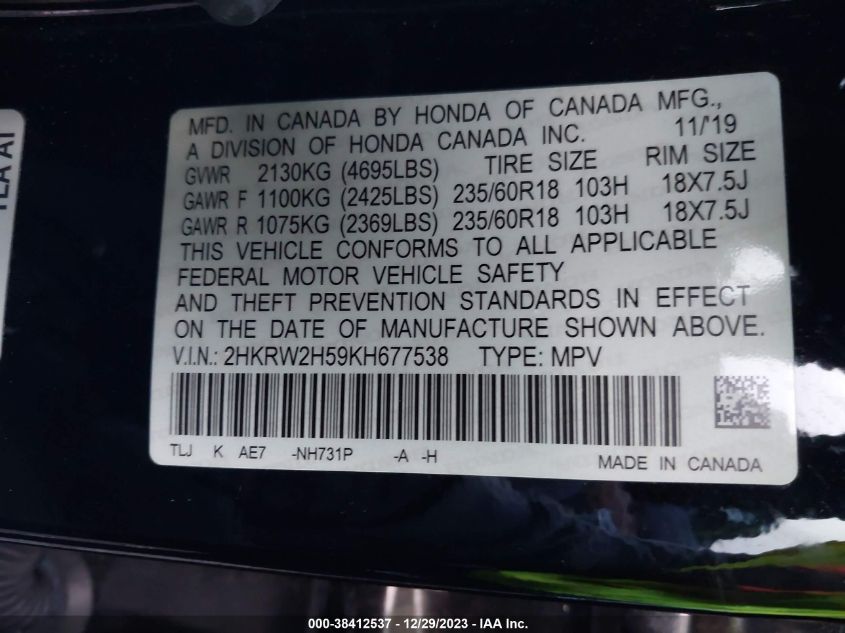 MFD. IN CANADA BY HONDA OF CANADA MFG.,
A DIVISION OF HONDA CANADA INC. 11/'19
GVWR 2130KG (4695LBS) TIRE SIZE RIM SIZE
GAWR F 1100KG (2425LBS) 235/60R18 103H 18X7.5J
GAWR R 1075KG (2369LBS) 235/60R18 103H 18X7.5J
THIS VEHICLE CONFORMS TO ALL APPLICABLE
FEDERAL MOTOR VEHICLE SAFETY
AND THEFT PREVENTION STANDARDS IN EFFECT
ON THE DATE OF MANUFACTURE SHOWN ABOVE.
V.I.N.: 2HKRW2H59KH677538 TYPE: MPV
TLJ K AE7 -NH731P -A -H
MADE IN CANADA
TLA A1
000-38412537 - 12/29/2023 - IAA Inc.